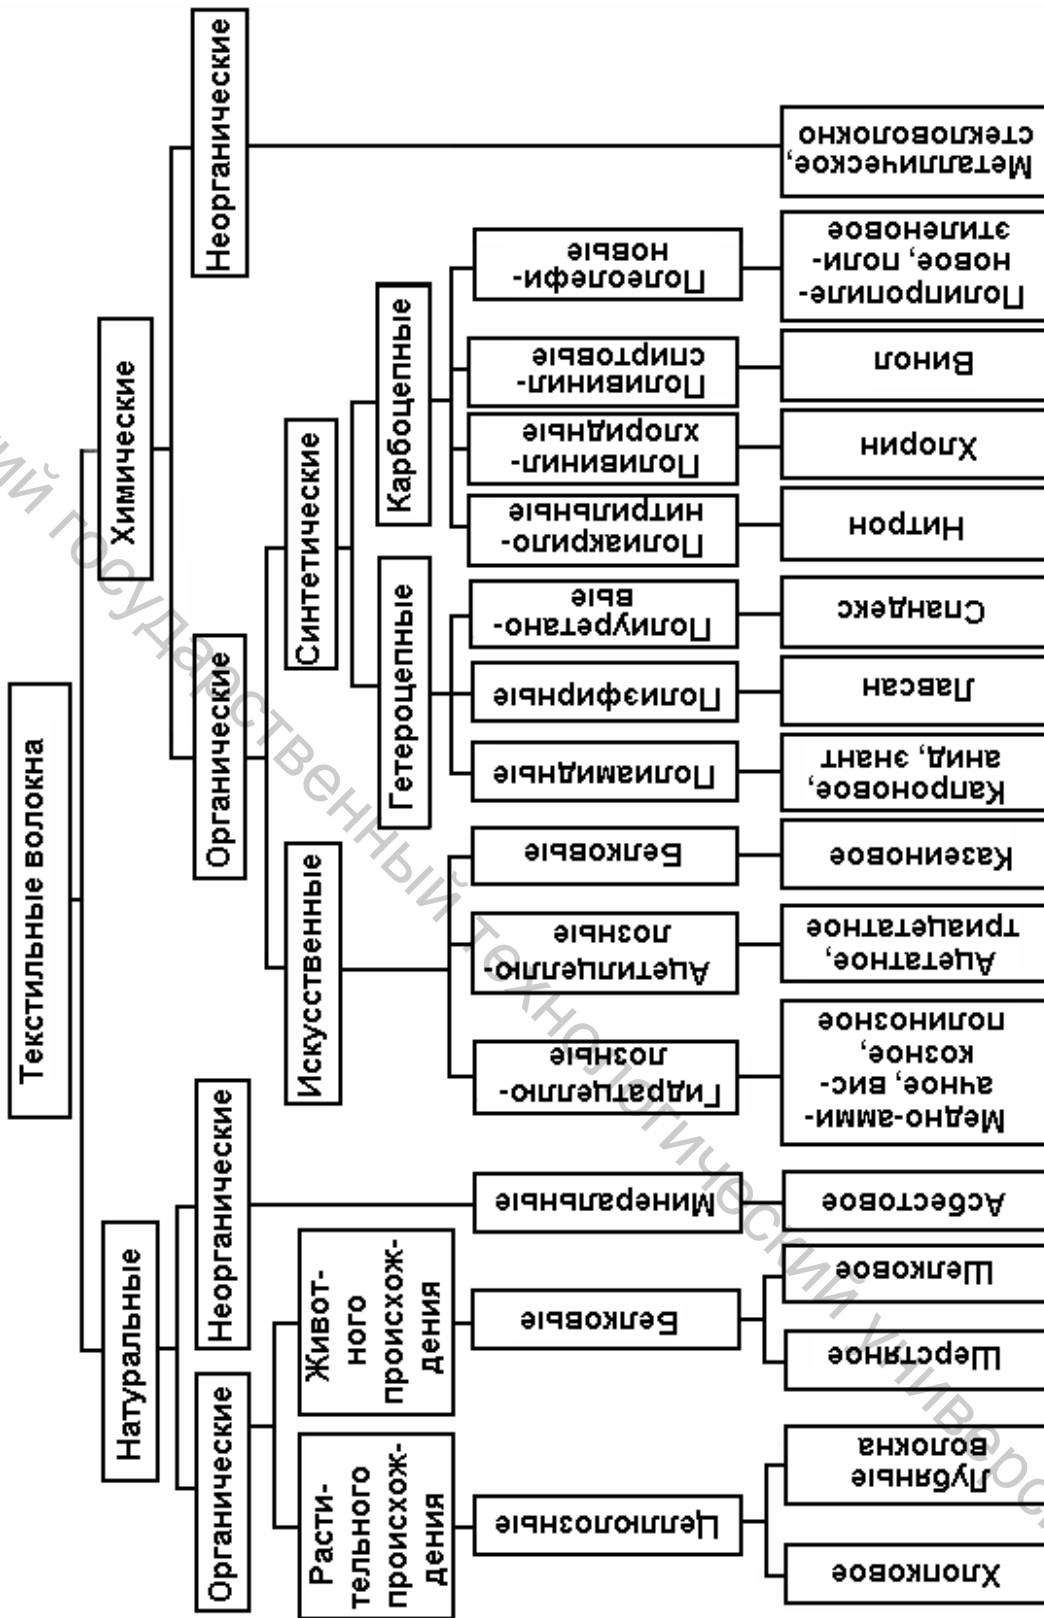 Текстильные волокна
Натуральные
Химические
Органические
Неорганические
Органические
Неорганические
Расти-
тельного
происхож-
дения
Живот-
ного
происхож-
дения
Искусственные
Синтетические
Гетероцепные
Карбоцепные
Целлюлозные
Белковые
Минеральные
Гидратцеллю-
лозные
Ацетилцеллю-
лозные
Белковые
Полиамидные
Полиэфирные
Полиуретано-
вые
Полиакрило-
нитрильные
Поливинил-
хлоридные
Поливинил-
спиртовые
Полеолефи-
новые
Хлопковое
Лубяные
волокна
Шерстяное
Шелковое
Асбестовое
Медно-амми-
ачное, вис-
козное,
полинозное
Ацетатное,
триацетатное
Казеиновое
Капроновое,
анид, энант
Лавсан
Спандекс
Нитрон
Хлорин
Винол
Полипропиле-
новое, поли-
этиленовое
Металлическое,
стекловолокно
государственный технологический